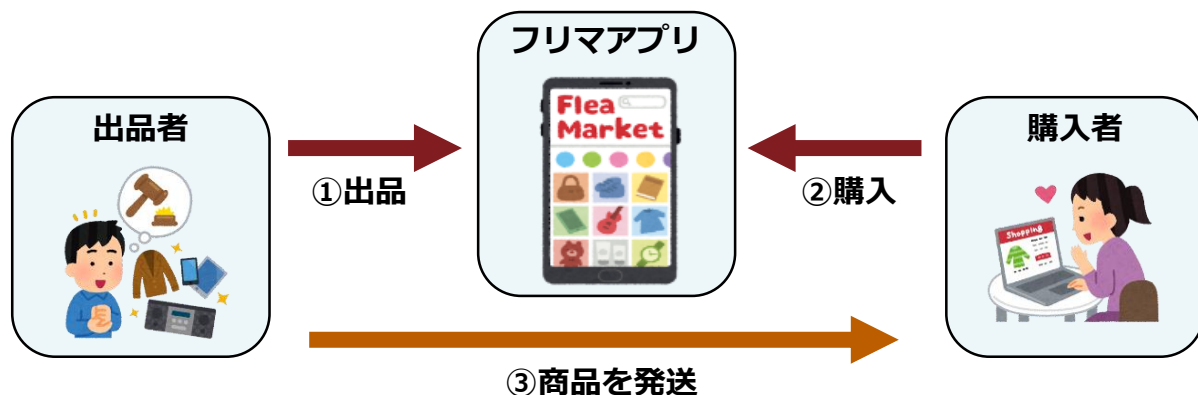 フリマアプリ
出品者
購入者
Flea
Market
①出品
②購入
Shopping
③商品を発送